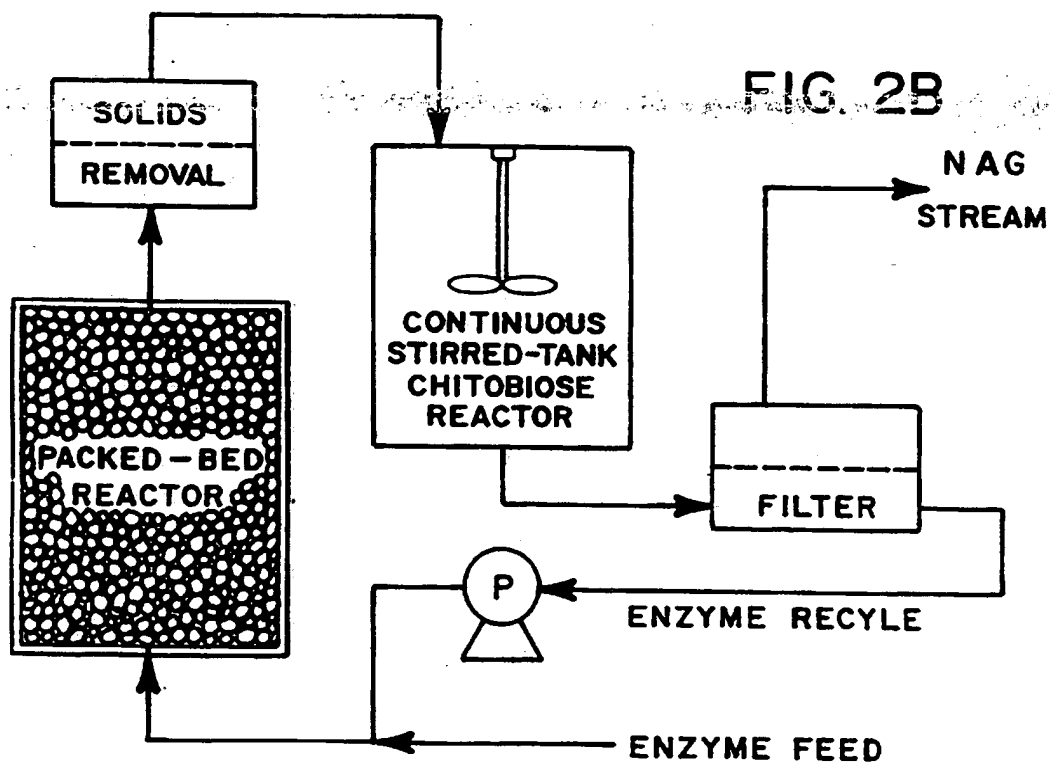 FIG. 2B
SOLIDS
REMOVAL
NAG
STREAM
CONTINUOUS
STIRRED-TANK
CHITOBIOSE
REACTOR
PACKED-BED
REACTOR
FILTER
P
ENZYME RECYLE
ENZYME FEED